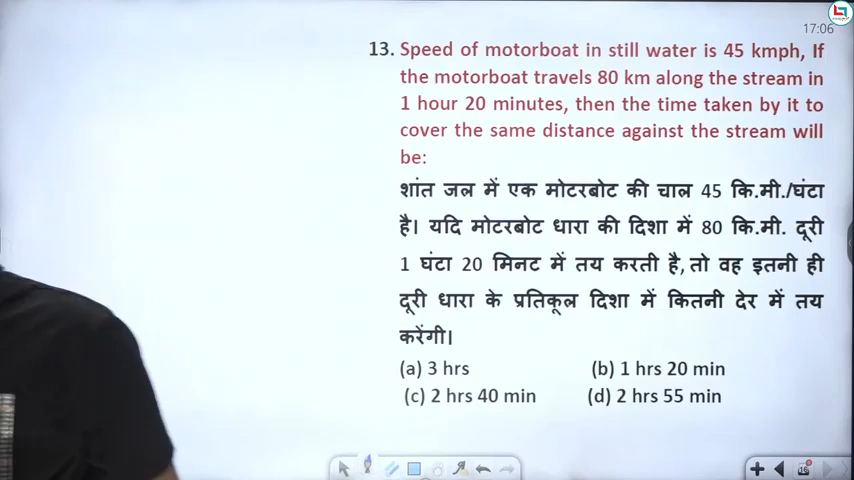 17:06
13. Speed of motorboat in still water is 45 kmph, If
the motorboat travels 80 km along the stream in
1 hour 20 minutes, then the time taken by it to
cover the same distance against the stream will
be:
शांत जल में एक मोटरबोट की चाल 45 कि.मी./घंटा
है। यदि मोटरबोट धारा की दिशा में 80 कि.मी. दूरी
1 घंटा 20 मिनट में तय करती है, तो वह इतनी ही
दूरी धारा के प्रतिकूल दिशा में कितनी देर में तय
करेंगी।
(a) 3 hrs (b) 1 hrs 20 min
(c) 2 hrs 40 min (d) 2 hrs 55 min